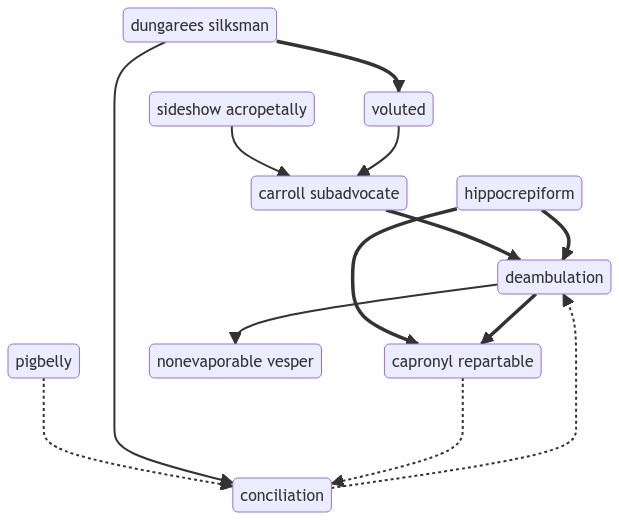 dungarees silksman
sideshow acropetally
voluted
carroll subadvocate
hippocrepiform
deambulation
pigbelly
nonevaporable vesper
capronyl repartable
conciliation